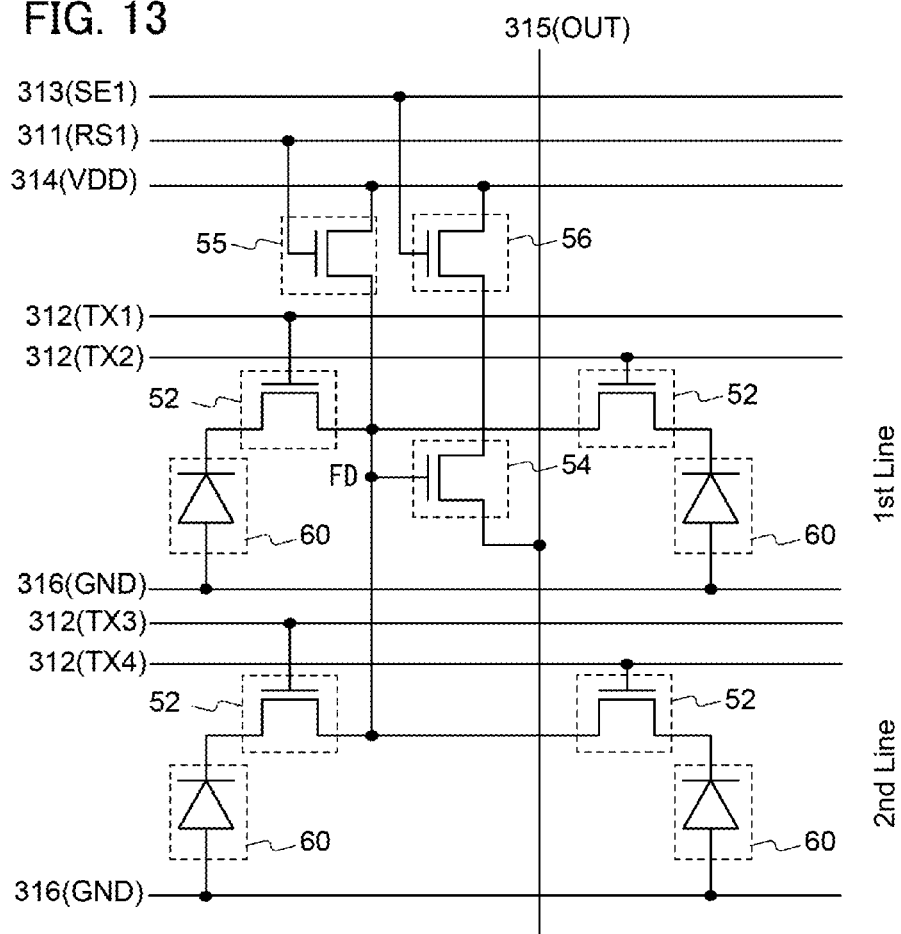 FIG. 13
315(OUT)
313(SE1)
311(RS1)
314(VDD)
55
56
312(TX1)
312(TX2)
52
52
54
FD
60
60
1st Line
316(GND)
312(TX3)
312(TX4)
52
52
60
60
2nd Line
316(GND)